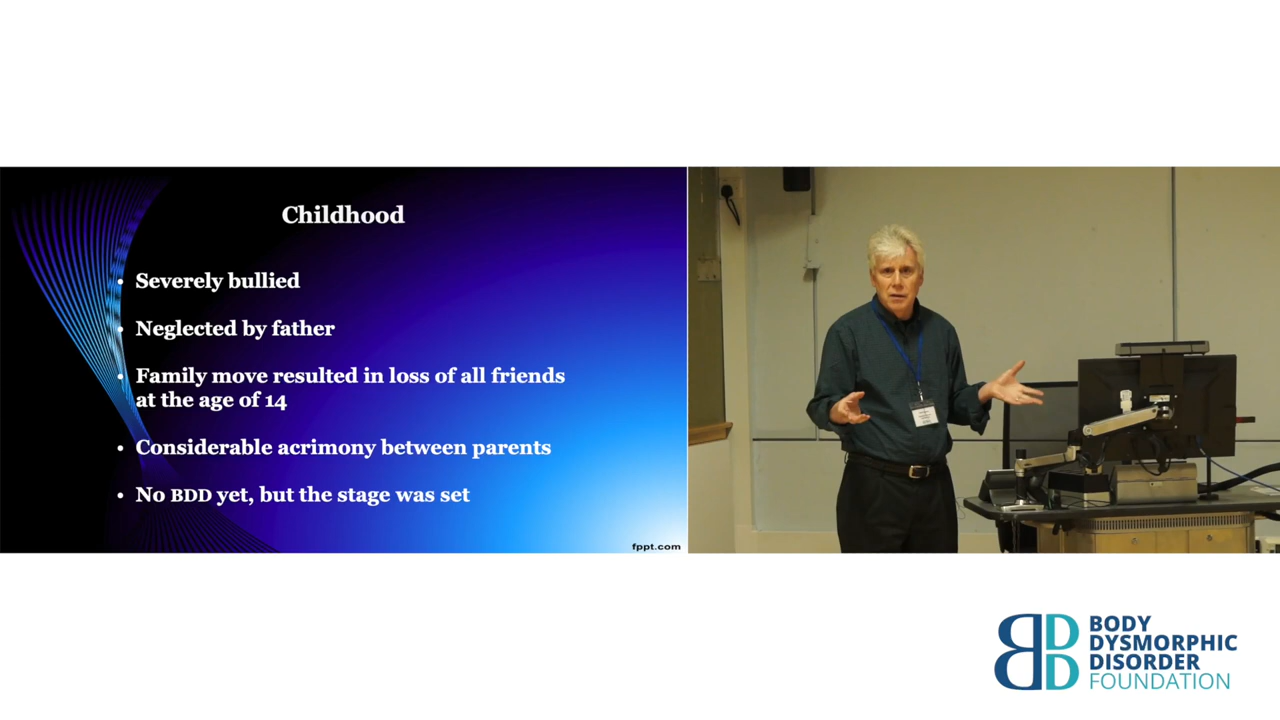 Childhood
• Severely bullied
• Neglected by father
• Family move resulted in loss of all friends
at the age of 14
• Considerable acrimony between parents
• No BDD yet, but the stage was set
fppt.com
BODY
DYSMORPHIC
DISORDER
FOUNDATION